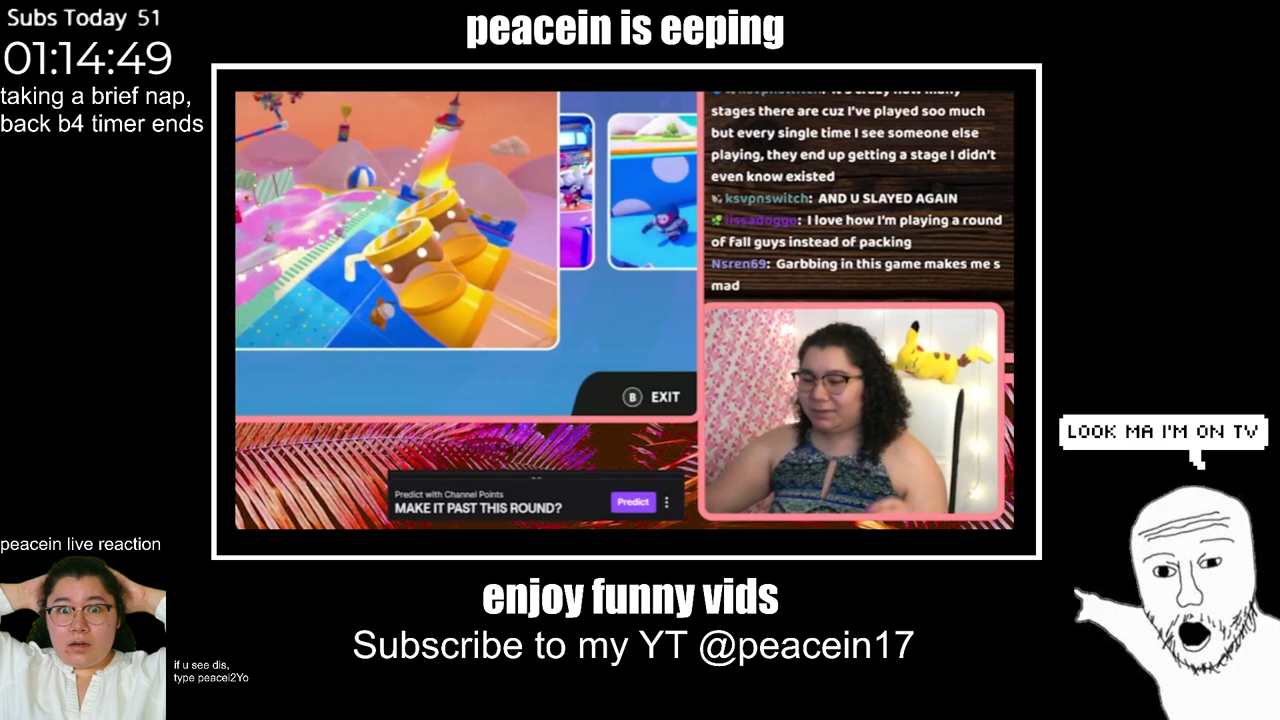 Subs Today 51
01:14:49
taking a brief nap,
back b4 timer ends
peacein is eeping
stages there are cuz I've played soo much
but every single time I see someone else
playing, they end up getting a stage I didn't
even know existed
ksvpnswitch: AND U SLAYED AGAIN
lissadoggo: I love how I'm playing a round
of fall guys instead of packing
Nsren69: Garbbing in this game makes me s
mad
B EXIT
Predict with Channel Points
MAKE IT PAST THIS ROUND?
Predict
LOOK MA I'M ON TV
peacein live reaction
if u see dis,
type peacei2Yo
enjoy funny vids
Subscribe to my YT @peacein17